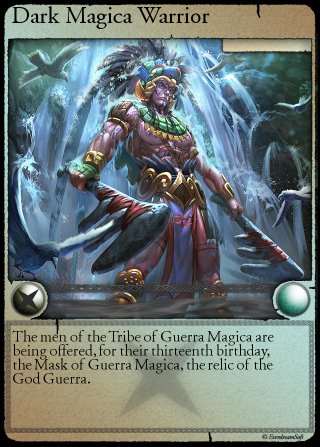 Dark Magica Warrior
The men of the Tribe of Guerra Magica are
being offered, for their thirteenth birthday,
the Mask of Guerra Magica, the relic of the
God Guerra.
© EverdreamSoft